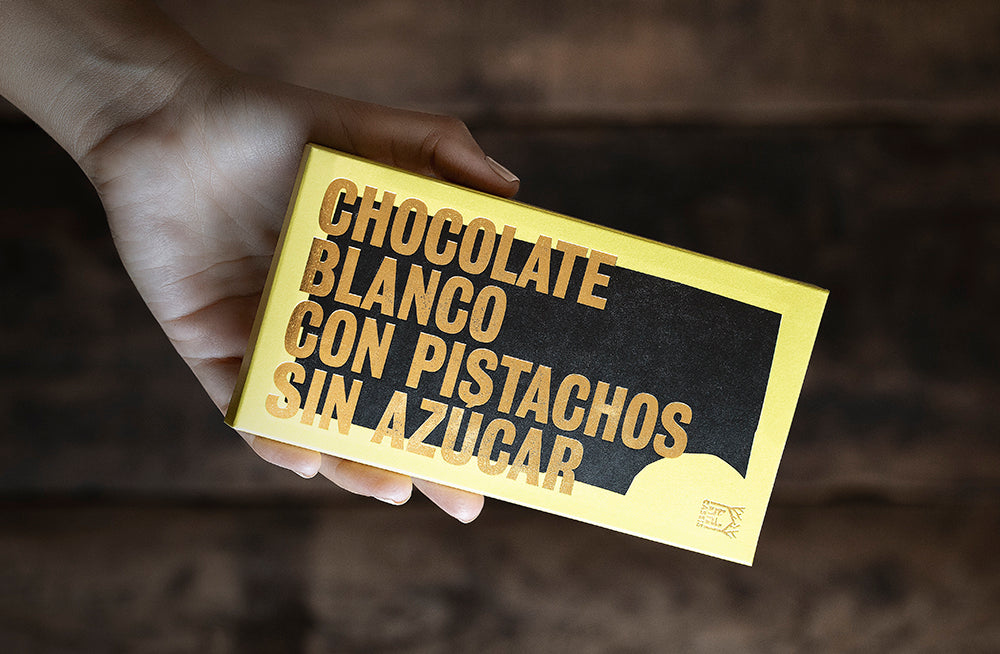 CHOCOLATE
BLANCO
CON PISTACHOS
SIN AZÚCAR